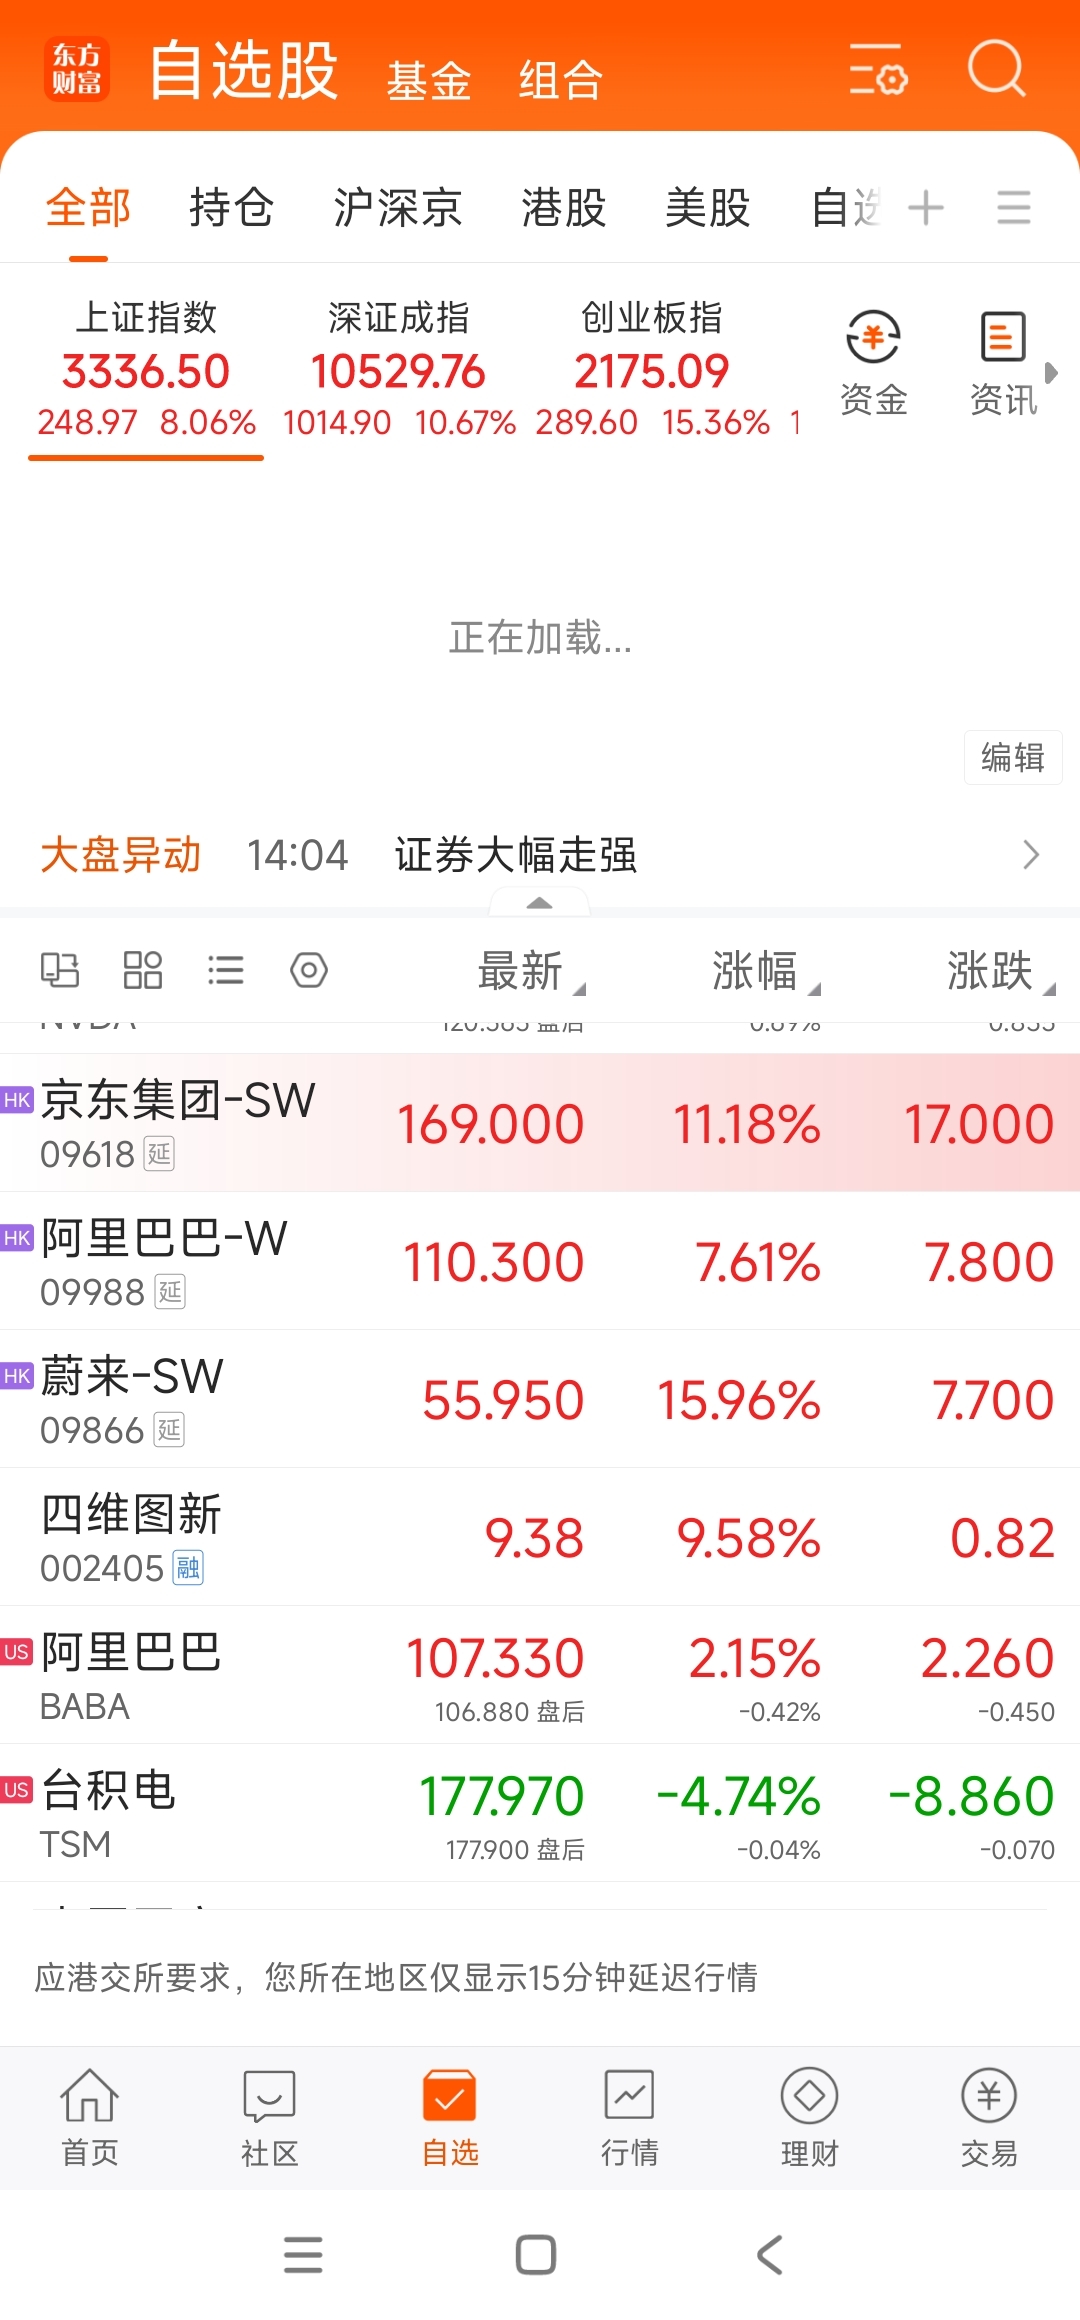 东方
财富
自选股 基金 组合
全部 持仓 沪深京 港股 美股 自选
上证指数 深证成指 创业板指
3336.50 10529.76 2175.09
248.97 8.06% 1014.90 10.67% 289.60 15.36% 1
资金 资讯
正在加载...
编辑
大盘异动 14:04 证券大幅走强
最新 涨幅 涨跌
NVDA 120.585 盘后 0.69% 0.835
HK 京东集团-SW 169.000 11.18% 17.000
09618 延
HK 阿里巴巴-W 110.300 7.61% 7.800
09988 延
HK 蔚来-SW 55.950 15.96% 7.700
09866 延
四维图新 9.38 9.58% 0.82
002405 融
US 阿里巴巴 107.330 2.15% 2.260
BABA 106.880 盘后 -0.42% -0.450
US 台积电 177.970 -4.74% -8.860
TSM 177.900 盘后 -0.04% -0.070
应港交所要求，您所在地区仅显示15分钟延迟行情
首页 社区 自选 行情 理财 交易